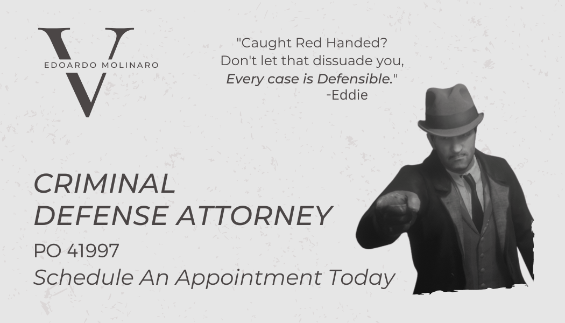 V
EDOARDO MOLINARO
"Caught Red Handed?
Don't let that dissuade you,
Every case is Defensible."
-Eddie
CRIMINAL
DEFENSE ATTORNEY
PO 41997
Schedule An Appointment Today